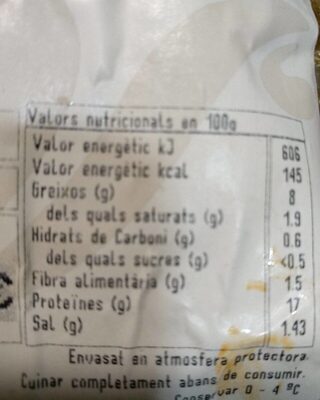 Valors nutricionals en 100g
Valor energètic kJ 606
Valor energètic kcal 145
Greixos (g) 8
dels quals saturats (g) 1.9
Hidrats de Carboni (g) 0.6
dels quals sucres (g) <0.5
Fibra alimentària (g) 1.5
Proteïnes (g) 17
Sal (g) 1.43
Envasat en atmosfera protectora.
Cuinar completament abans de consumir.
Conservar 0 - 4 ºC